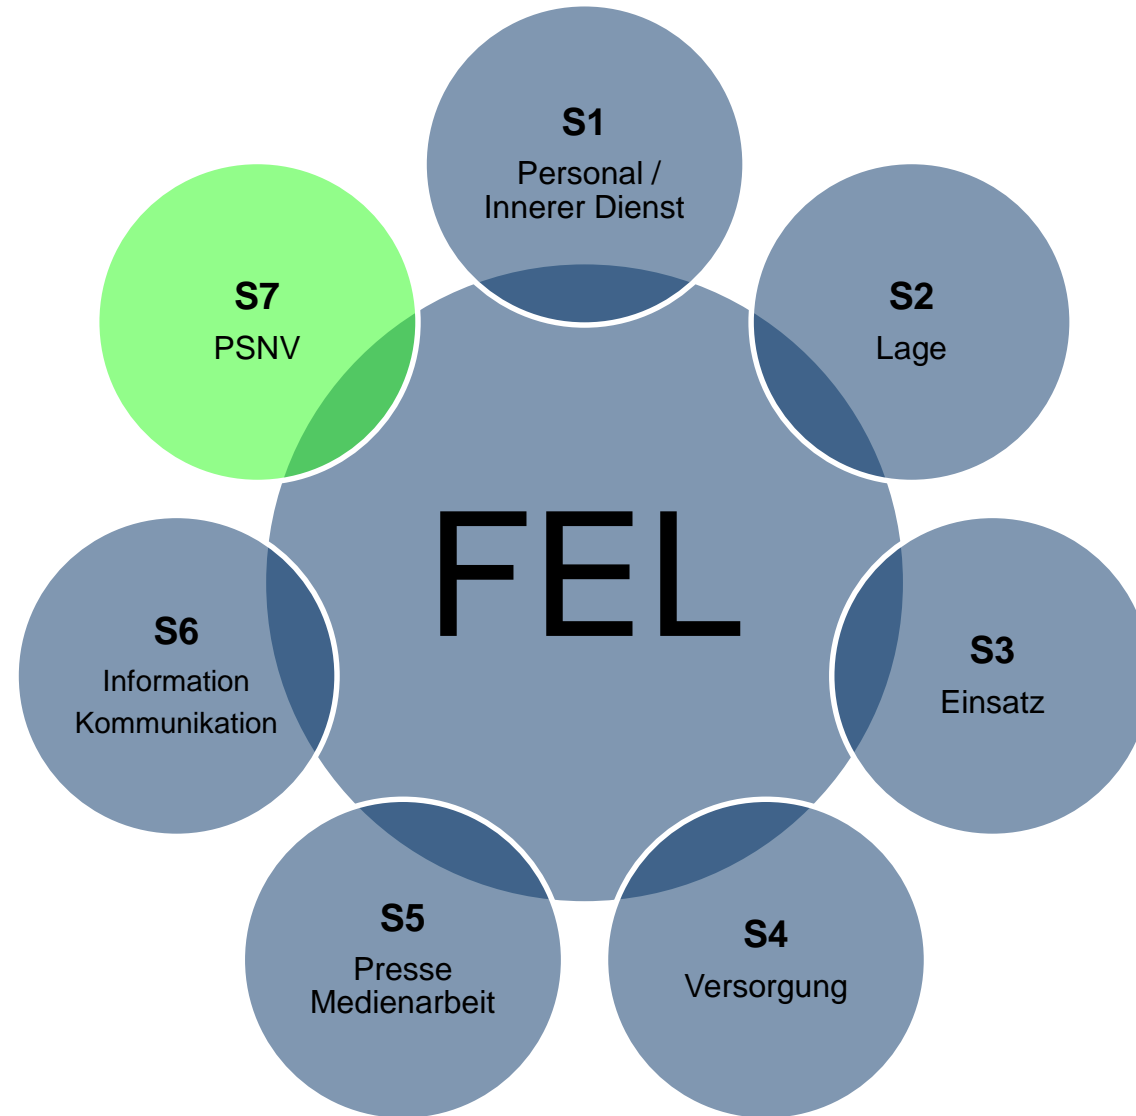 S1
Personal /
Innerer Dienst
S2
Lage
S3
Einsatz
S4
Versorgung
S5
Presse
Medienarbeit
S6
Information
Kommunikation
S7
PSNV
FEL